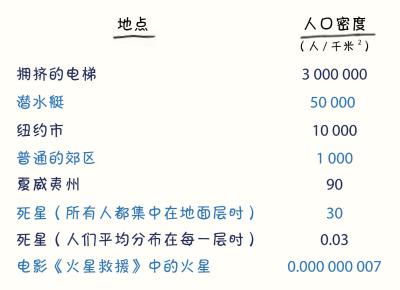 地点 人口密度
(人/千米²)
拥挤的电梯 3 000 000
潜水艇 50 000
纽约市 10 000
普通的郊区 1 000
夏威夷州 90
死星(所有人都集中在地面层时) 30
死星(人们平均分布在每一层时) 0.03
电影《火星救援》中的火星 0.000 000 007